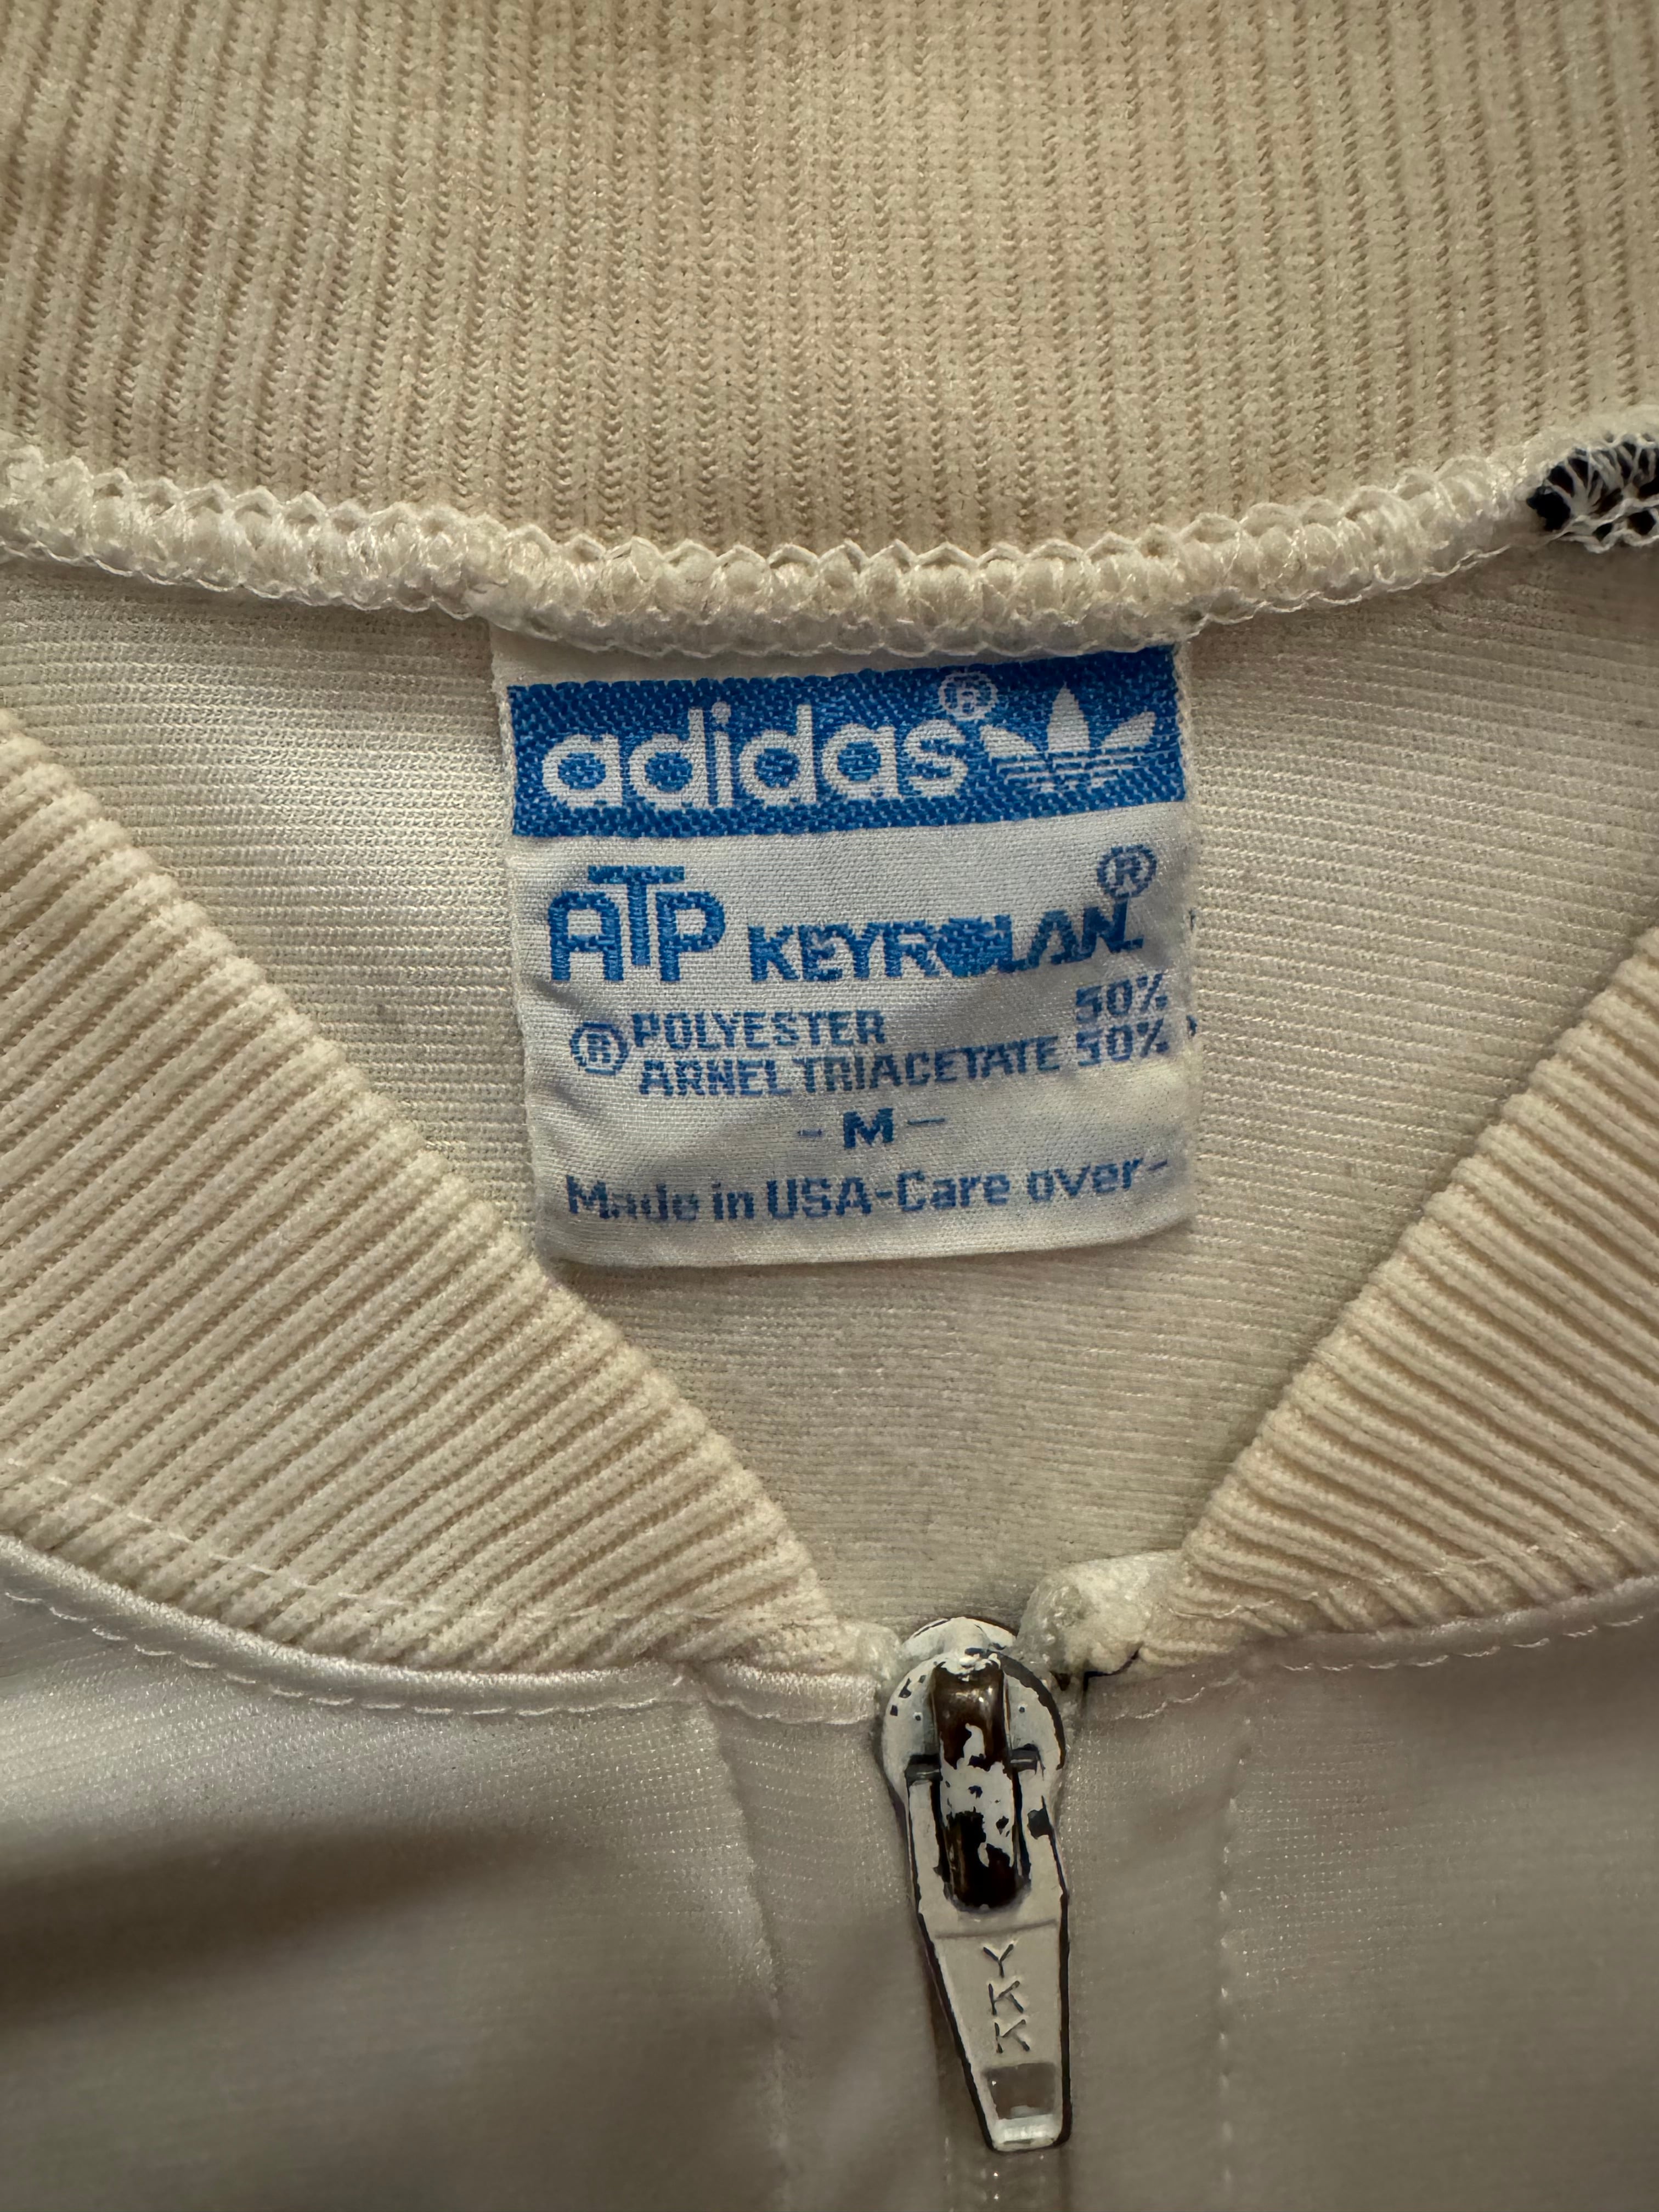 adidas®
ATP KEYROLAN®
POLYESTER 50%
® ARNEL TRIACETATE 50%
- M -
Made in USA-Care over-
YKK